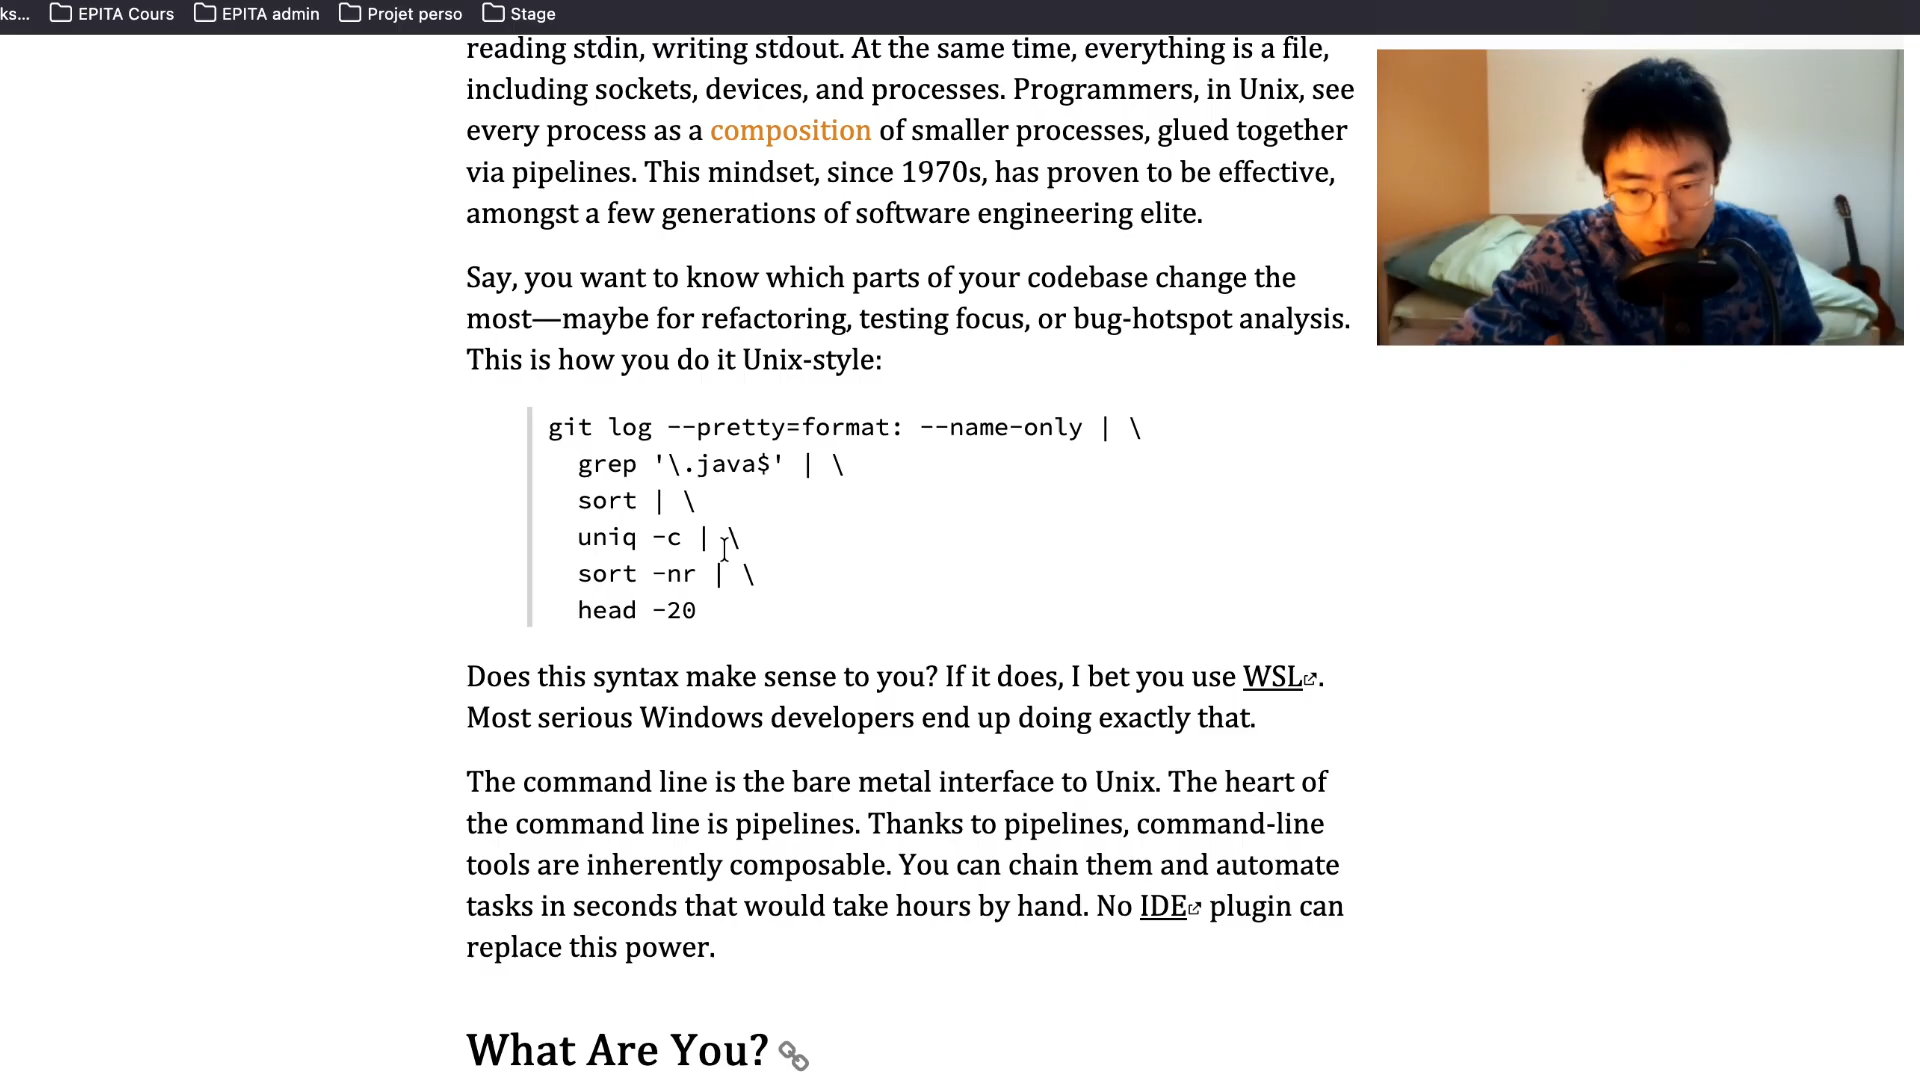 ks... EPITA Cours EPITA admin Projet perso Stage
reading stdin, writing stdout. At the same time, everything is a file,
including sockets, devices, and processes. Programmers, in Unix, see
every process as a composition of smaller processes, glued together
via pipelines. This mindset, since 1970s, has proven to be effective,
amongst a few generations of software engineering elite.
Say, you want to know which parts of your codebase change the
most—maybe for refactoring, testing focus, or bug-hotspot analysis.
This is how you do it Unix-style:
git log --pretty=format: --name-only | \
grep '\.java$' | \
sort | \
uniq -c | \
sort -nr | \
head -20
Does this syntax make sense to you? If it does, I bet you use WSL.
Most serious Windows developers end up doing exactly that.
The command line is the bare metal interface to Unix. The heart of
the command line is pipelines. Thanks to pipelines, command-line
tools are inherently composable. You can chain them and automate
tasks in seconds that would take hours by hand. No IDE plugin can
replace this power.
What Are You?